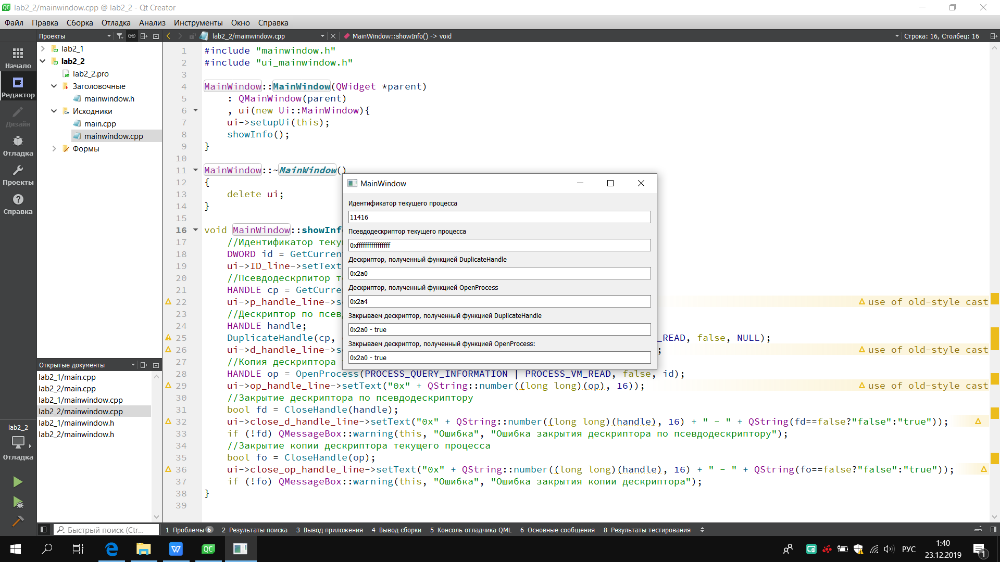 lab2_2/mainwindow.cpp @ lab2_2 - Qt Creator
Файл Правка Сборка Отладка Анализ Инструменты Окно Справка
Проекты
lab2_2/mainwindow.cpp
MainWindow::showInfo() -> void
Строка: 16, Столбец: 16
Начало
Редактор
Дизайн
Отладка
Проекты
Справка
lab2_1
lab2_2
lab2_2.pro
Заголовочные
mainwindow.h
Исходники
main.cpp
mainwindow.cpp
Формы
Открытые документы
lab2_1/main.cpp
lab2_2/main.cpp
lab2_1/mainwindow.cpp
lab2_2/mainwindow.cpp
lab2_1/mainwindow.h
lab2_2/mainwindow.h
lab2_2
Отладка
1 #include "mainwindow.h"
2 #include "ui_mainwindow.h"
3
4 MainWindow::MainWindow(QWidget *parent)
5 : QMainWindow(parent)
6 , ui(new Ui::MainWindow){
7 ui->setupUi(this);
8 showInfo();
9 }
10
11 MainWindow::~MainWindow()
12 {
13 delete ui;
14 }
15
16 void MainWindow::showInf
17 //Идентификатор теку
18 DWORD id = GetCurren
19 ui->ID_line->setText
20 //Псевдодескрпитор т
21 HANDLE cp = GetCurre
22 ui->p_handle_line->s use of old-style cast
23 //Дескриптор по псев
24 HANDLE handle;
25 DuplicateHandle(cp, _READ, false, NULL);
26 ui->d_handle_line->s ; use of old-style cast
27 //Копия дескриптора
28 HANDLE op = OpenProcess(PROCESS_QUERY_INFORMATION | PROCESS_VM_READ, false, id);
29 ui->op_handle_line->setText("0x" + QString::number((long long)(op), 16)); use of old-style cast
30 //Закрытие дескриптора по псевдодескриптору
31 bool fd = CloseHandle(handle);
32 ui->close_d_handle_line->setText("0x" + QString::number((long long)(handle), 16) + " - " + QString(fd==false?"false":"true"));
33 if (!fd) QMessageBox::warning(this, "Ошибка", "Ошибка закрытия дескриптора по псевдодескриптору");
34 //Закрытие копии дескриптора текущего процесса
35 bool fo = CloseHandle(op);
36 ui->close_op_handle_line->setText("0x" + QString::number((long long)(handle), 16) + " - " + QString(fo==false?"false":"true"));
37 if (!fo) QMessageBox::warning(this, "Ошибка", "Ошибка закрытия копии дескриптора");
38 }
39
MainWindow
Идентификатор текущего процесса
11416
Псевдодескриптор текущего процесса
0xffffffffffffffff
Дескриптор, полученный функцией DuplicateHandle
0x2a0
Дескриптор, полученный функцией OpenProcess
0x2a4
Закрываем дескриптор, полученный функцией DuplicateHandle
0x2a0 - true
Закрываем дескриптор, полученный функцией OpenProcess:
0x2a0 - true
Быстрый поиск (Ctr...
1 Проблемы 6 2 Результаты поиска 3 Вывод приложения 4 Вывод сборки 5 Консоль отладчика QML 6 Основные сообщения 8 Результаты тестирования
РУС
1:40
23.12.2019
1